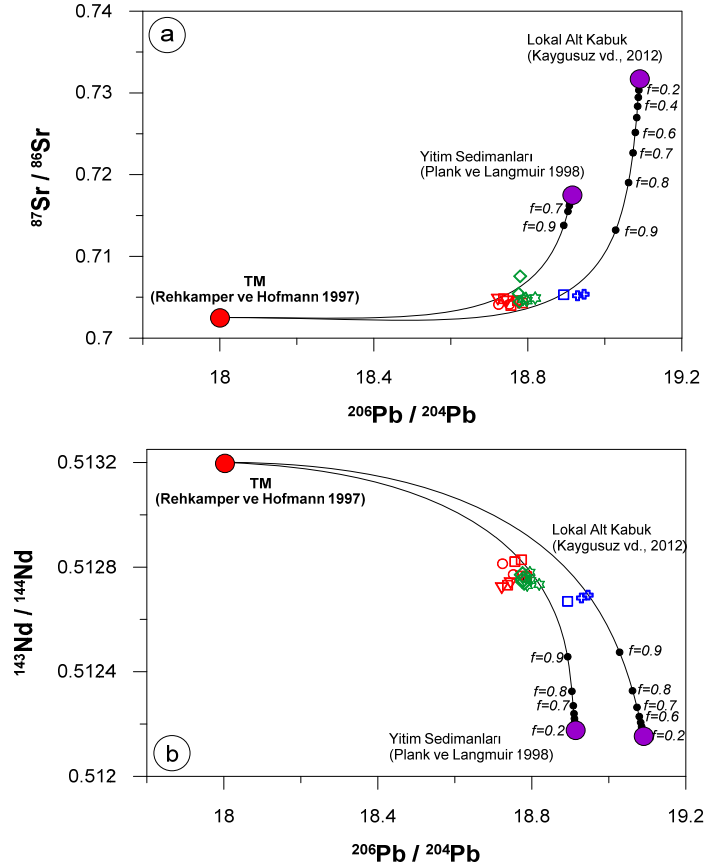 0.74
a
Lokal Alt Kabuk
(Kaygusuz vd., 2012)
f=0.2
0.73
f=0.4
f=0.6
f=0.7
f=0.8
Yitim Sedimanları
(Plank ve Langmuir 1998)
0.72
f=0.7
f=0.9
f=0.9
87Sr / 86Sr
0.71
TM
(Rehkamper ve Hofmann 1997)
0.7
18 18.4 18.8 19.2
206Pb / 204Pb
0.5132
TM
(Rehkamper ve Hofmann 1997)
Lokal Alt Kabuk
(Kaygusuz vd., 2012)
0.5128
143Nd / 144Nd
f=0.9
f=0.9
0.5124
f=0.8
f=0.8
f=0.7
f=0.7
f=0.6
f=0.2
f=0.2
Yitim Sedimanları
(Plank ve Langmuir 1998)
b
0.512
18 18.4 18.8 19.2
206Pb / 204Pb